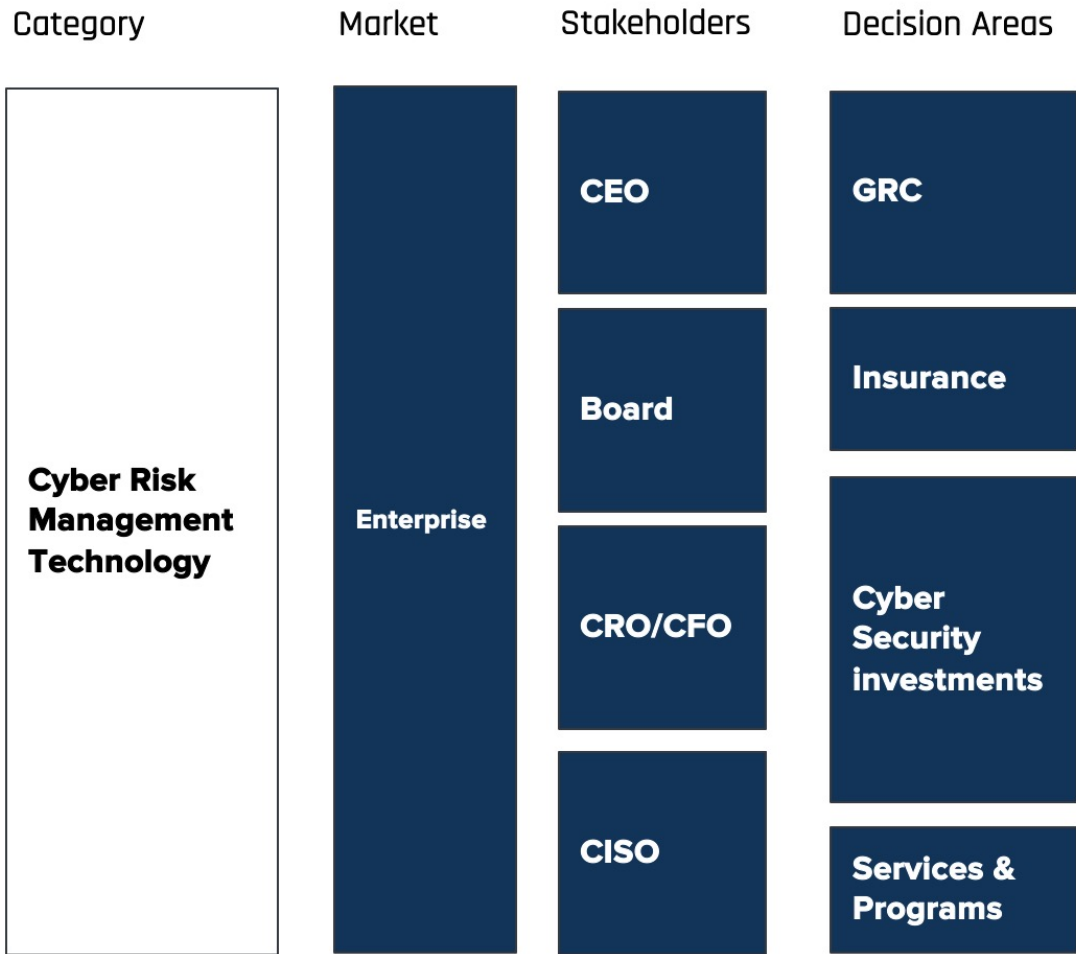 Category
Market
Stakeholders
Decision Areas
Cyber Risk
Management
Technology
Enterprise
CEO
Board
CRO/CFO
CISO
GRC
Insurance
Cyber
Security
investments
Services &
Programs